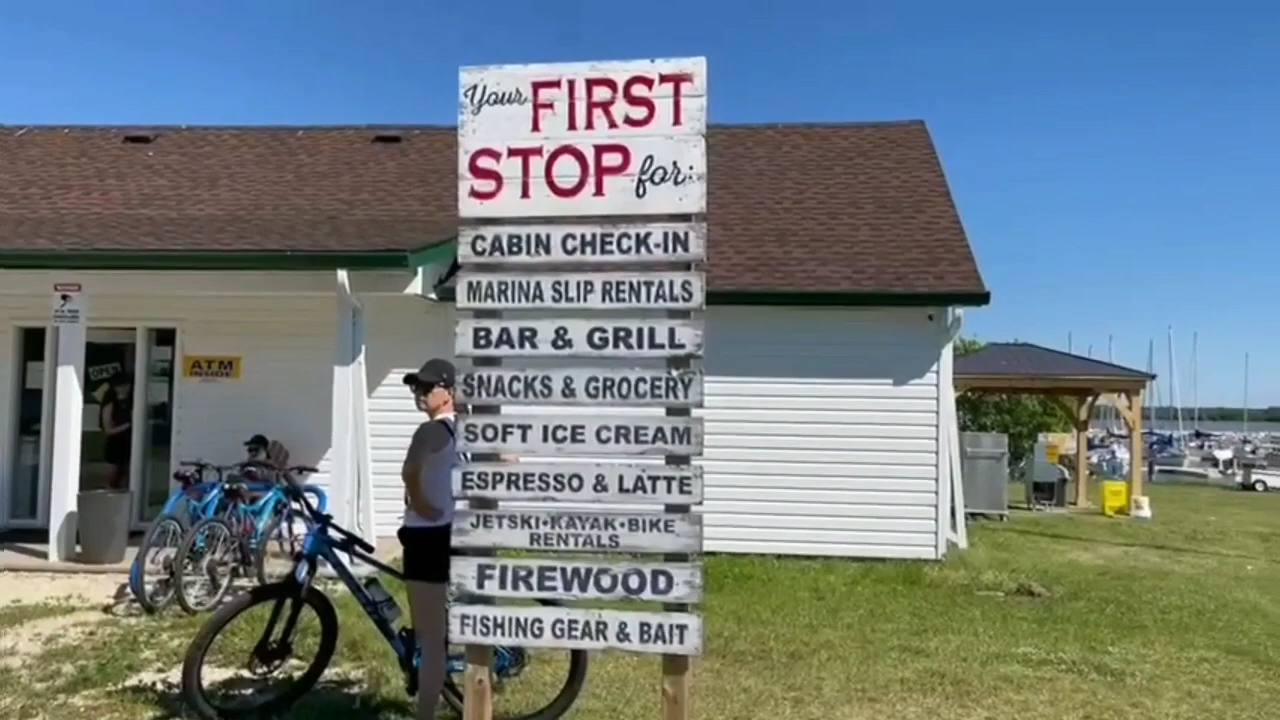 Your FIRST
STOP for:
CABIN CHECK-IN
MARINA SLIP RENTALS
BAR & GRILL
SNACKS & GROCERY
SOFT ICE CREAM
ESPRESSO & LATTE
JETSKI•KAYAK•BIKE
RENTALS
FIREWOOD
FISHING GEAR & BAIT
OPEN
ATM
INSIDE